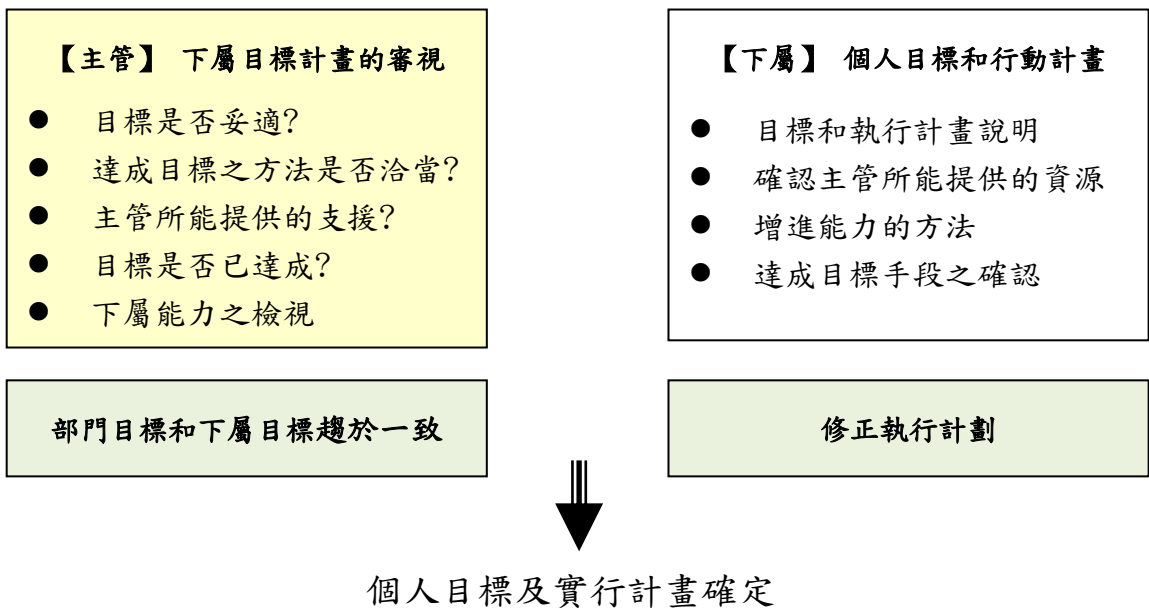 【主管】 下屬目標計畫的審視
● 目標是否妥適?
● 達成目標之方法是否洽當?
● 主管所能提供的支援?
● 目標是否已達成?
● 下屬能力之檢視
【下屬】 個人目標和行動計畫
● 目標和執行計畫說明
● 確認主管所能提供的資源
● 增進能力的方法
● 達成目標手段之確認
部門目標和下屬目標趨於一致
修正執行計劃
個人目標及實行計畫確定